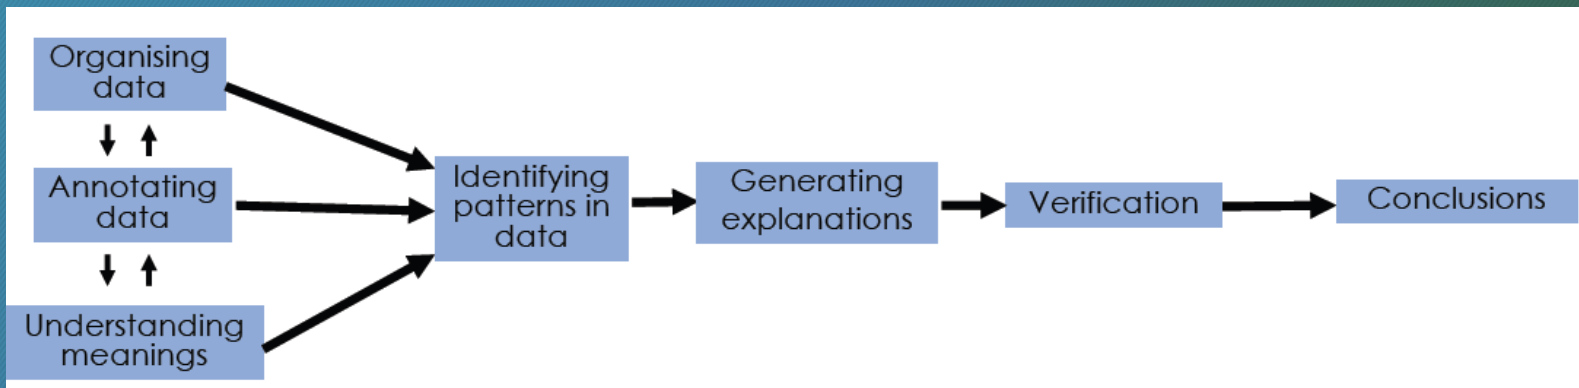 Organising
data
Annotating
data
Understanding
meanings
Identifying
patterns in
data
Generating
explanations
Verification
Conclusions